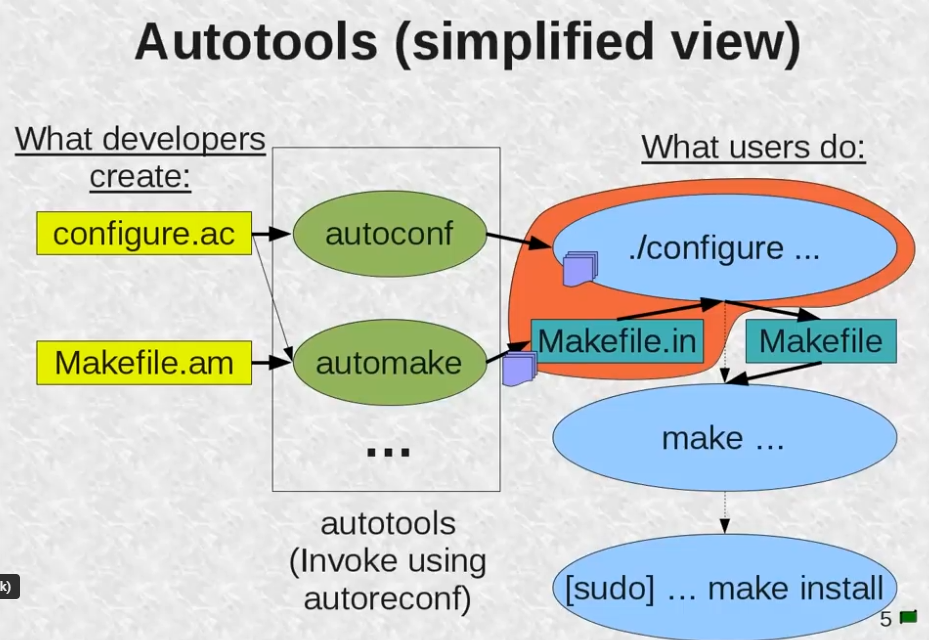 Autotools (simplified view)
What developers
create:
What users do:
configure.ac
autoconf
./configure ...
Makefile.in
Makefile
Makefile.am
automake
...
make …
autotools
(Invoke using
autoreconf)
[sudo] … make install
k)
5